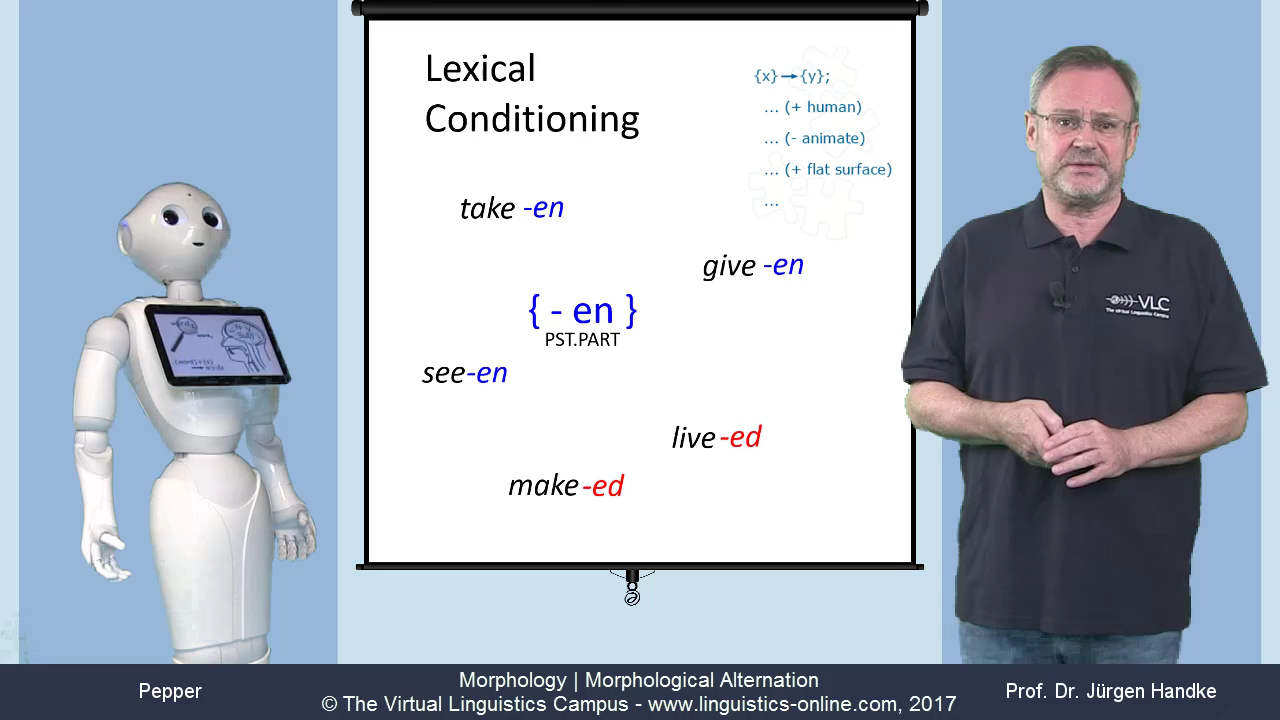 Lexical
Conditioning
{x}→{y};
... (+ human)
... (- animate)
... (+ flat surface)
...
take -en
give -en
{ - en }
PST.PART
see-en
live -ed
make -ed
VLC
The Virtual Linguistics Campus
Pepper
Morphology | Morphological Alternation
© The Virtual Linguistics Campus - www.linguistics-online.com, 2017
Prof. Dr. Jürgen Handke